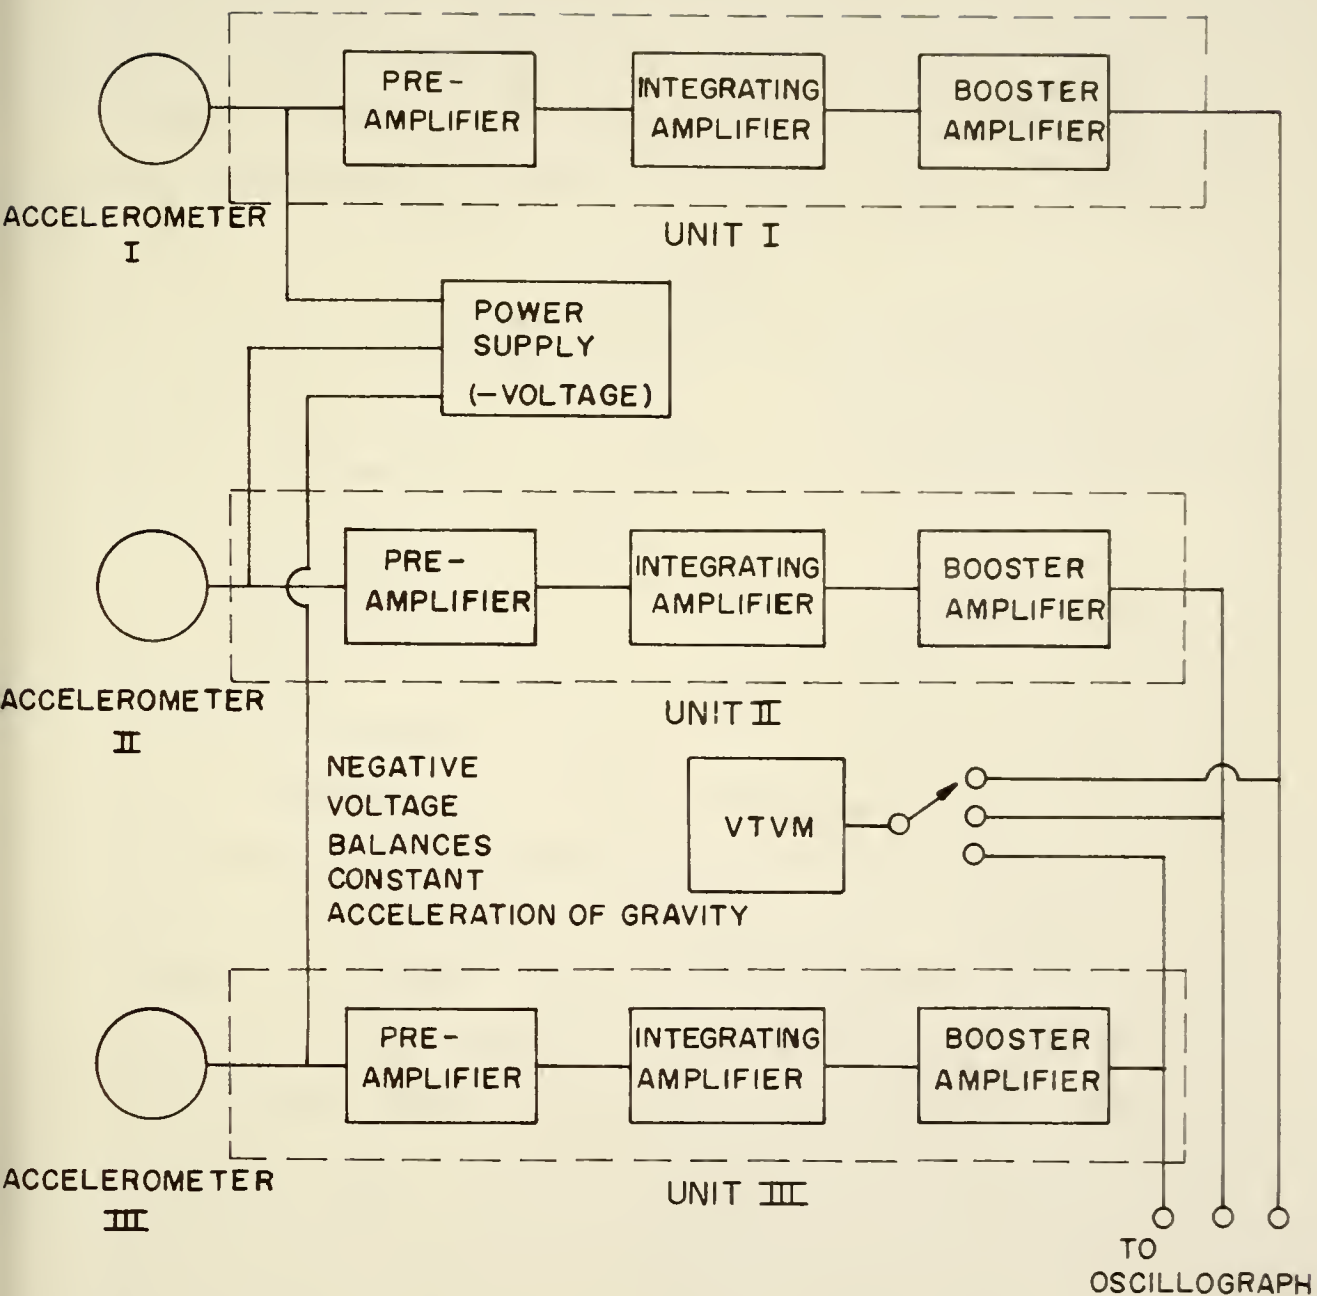 PRE-
AMPLIFIER
INTEGRATING
AMPLIFIER
BOOSTER
AMPLIFIER
ACCELEROMETER
I
UNIT I
POWER
SUPPLY
(-VOLTAGE)
PRE-
AMPLIFIER
INTEGRATING
AMPLIFIER
BOOSTER
AMPLIFIER
ACCELEROMETER
II
UNIT II
NEGATIVE
VOLTAGE
BALANCES
CONSTANT
ACCELERATION OF GRAVITY
VTVM
PRE-
AMPLIFIER
INTEGRATING
AMPLIFIER
BOOSTER
AMPLIFIER
ACCELEROMETER
III
UNIT III
TO
OSCILLOGRAPH